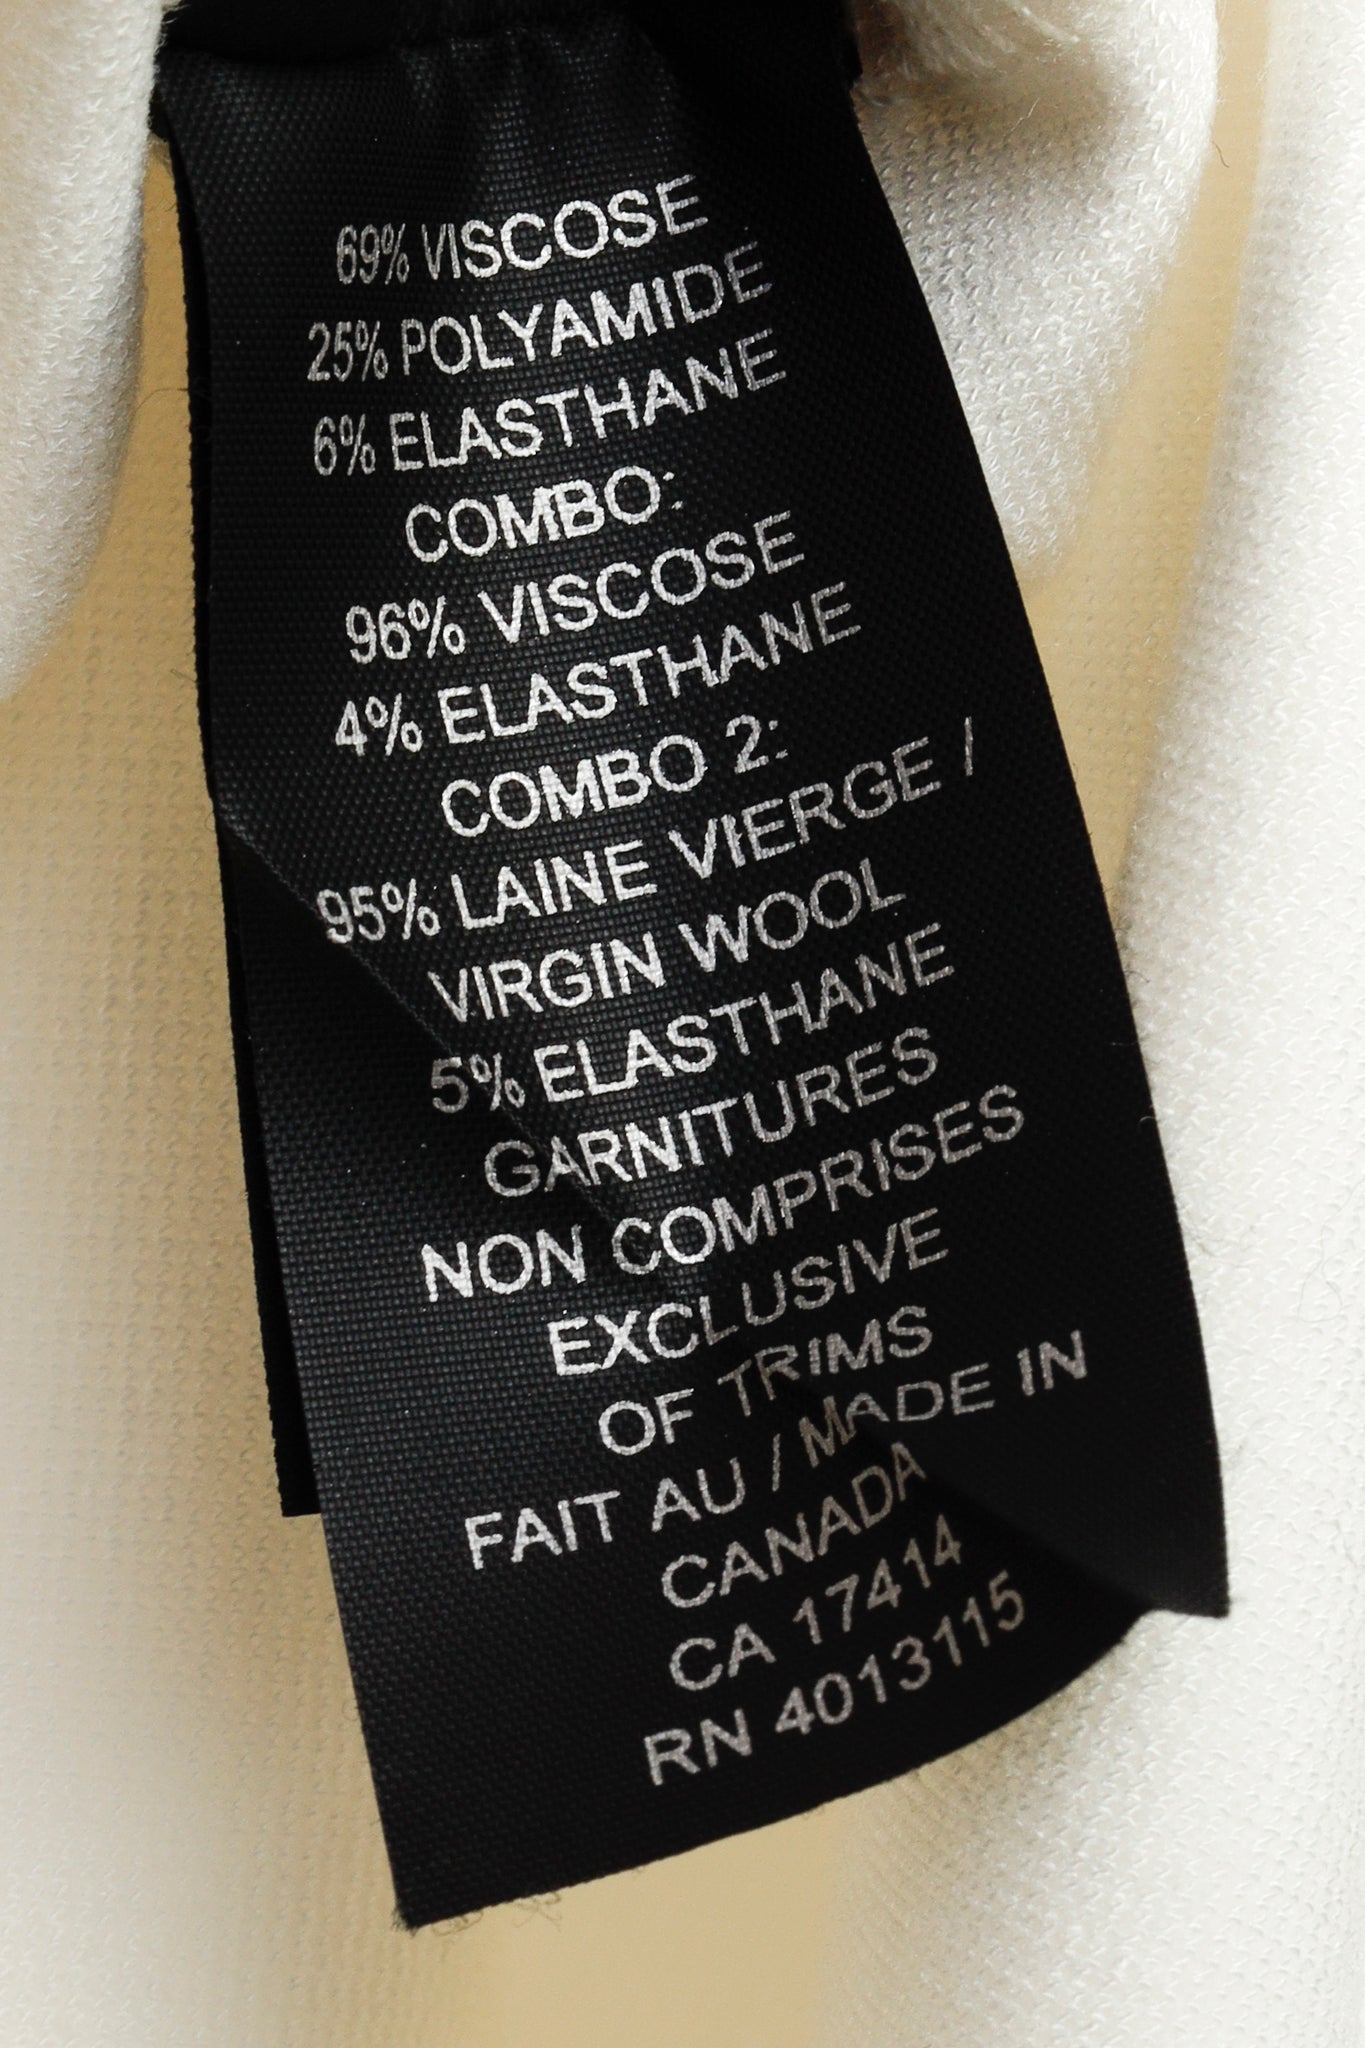 69% VISCOSE
25% POLYAMIDE
6% ELASTHANE
COMBO:
96% VISCOSE
4% ELASTHANE
COMBO 2:
95% LAINE VIERGE /
VIRGIN WOOL
5% ELASTHANE
GARNITURES
NON COMPRISES
EXCLUSIVE
OF TRIMS
FAIT AU / MADE IN
CANADA
CA 17414
RN 4013115